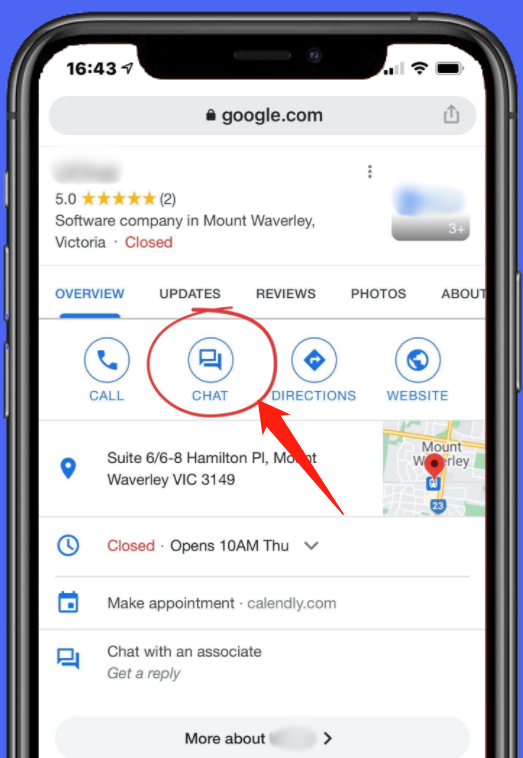 16:43
google.com
5.0 (2)
Software company in Mount Waverley,
Victoria · Closed
3+
OVERVIEW UPDATES REVIEWS PHOTOS ABOUT
CALL CHAT DIRECTIONS WEBSITE
Suite 6/6-8 Hamilton Pl, Mount
Waverley VIC 3149
Mount
Waverley
23
Closed · Opens 10AM Thu
Make appointment · calendly.com
Chat with an associate
Get a reply
More about